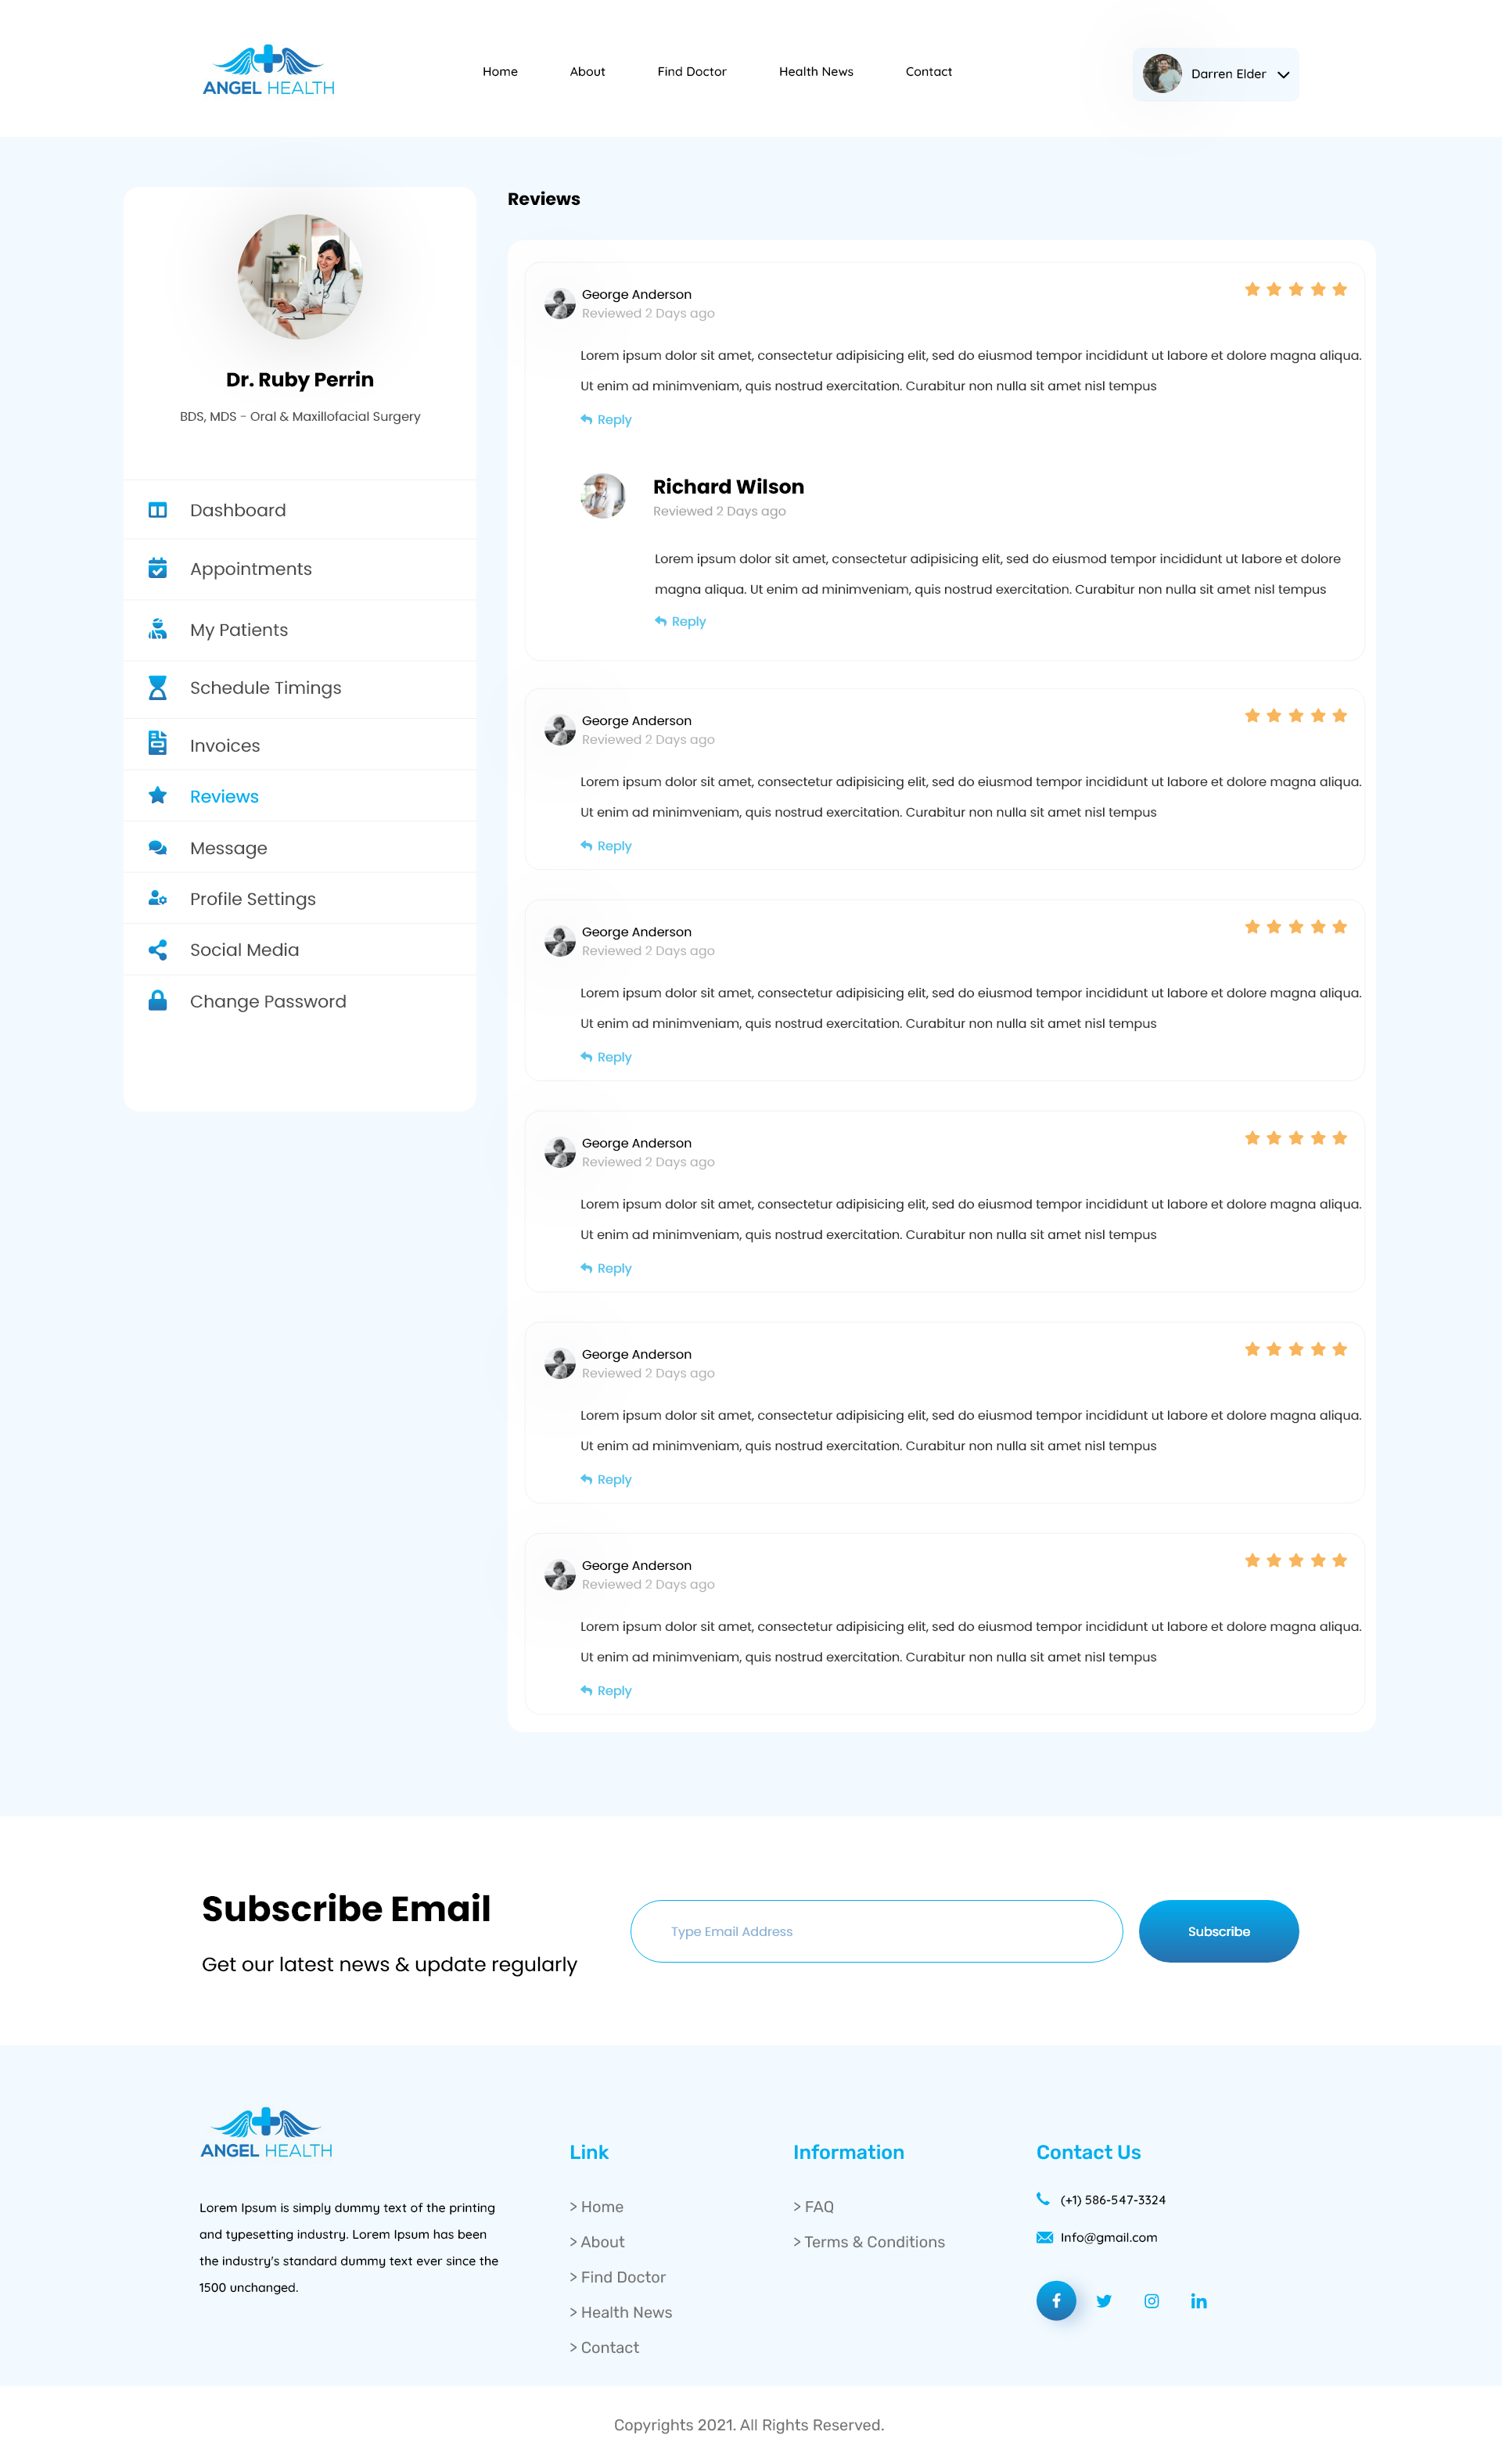 ANGEL HEALTH
Home About Find Doctor Health News Contact
Darren Elder
Dr. Ruby Perrin
BDS, MDS - Oral & Maxillofacial Surgery
Dashboard
Appointments
My Patients
Schedule Timings
Invoices
Reviews
Message
Profile Settings
Social Media
Change Password
Reviews
George Anderson
Reviewed 2 Days ago
Lorem ipsum dolor sit amet, consectetur adipisicing elit, sed do eiusmod tempor incididunt ut labore et dolore magna aliqua.
Ut enim ad minimveniam, quis nostrud exercitation. Curabitur non nulla sit amet nisl tempus
Reply
Richard Wilson
Reviewed 2 Days ago
Lorem ipsum dolor sit amet, consectetur adipisicing elit, sed do eiusmod tempor incididunt ut labore et dolore
magna aliqua. Ut enim ad minimveniam, quis nostrud exercitation. Curabitur non nulla sit amet nisl tempus
Reply
George Anderson
Reviewed 2 Days ago
Lorem ipsum dolor sit amet, consectetur adipisicing elit, sed do eiusmod tempor incididunt ut labore et dolore magna aliqua.
Ut enim ad minimveniam, quis nostrud exercitation. Curabitur non nulla sit amet nisl tempus
Reply
George Anderson
Reviewed 2 Days ago
Lorem ipsum dolor sit amet, consectetur adipisicing elit, sed do eiusmod tempor incididunt ut labore et dolore magna aliqua.
Ut enim ad minimveniam, quis nostrud exercitation. Curabitur non nulla sit amet nisl tempus
Reply
George Anderson
Reviewed 2 Days ago
Lorem ipsum dolor sit amet, consectetur adipisicing elit, sed do eiusmod tempor incididunt ut labore et dolore magna aliqua.
Ut enim ad minimveniam, quis nostrud exercitation. Curabitur non nulla sit amet nisl tempus
Reply
George Anderson
Reviewed 2 Days ago
Lorem ipsum dolor sit amet, consectetur adipisicing elit, sed do eiusmod tempor incididunt ut labore et dolore magna aliqua.
Ut enim ad minimveniam, quis nostrud exercitation. Curabitur non nulla sit amet nisl tempus
Reply
George Anderson
Reviewed 2 Days ago
Lorem ipsum dolor sit amet, consectetur adipisicing elit, sed do eiusmod tempor incididunt ut labore et dolore magna aliqua.
Ut enim ad minimveniam, quis nostrud exercitation. Curabitur non nulla sit amet nisl tempus
Reply
Subscribe Email
Get our latest news & update regularly
Type Email Address
Subscribe
ANGEL HEALTH
Lorem Ipsum is simply dummy text of the printing
and typesetting industry. Lorem Ipsum has been
the industry's standard dummy text ever since the
1500 unchanged.
Link
> Home
> About
> Find Doctor
> Health News
> Contact
Information
> FAQ
> Terms & Conditions
Contact Us
(+1) 586-547-3324
Info@gmail.com
Copyrights 2021. All Rights Reserved.